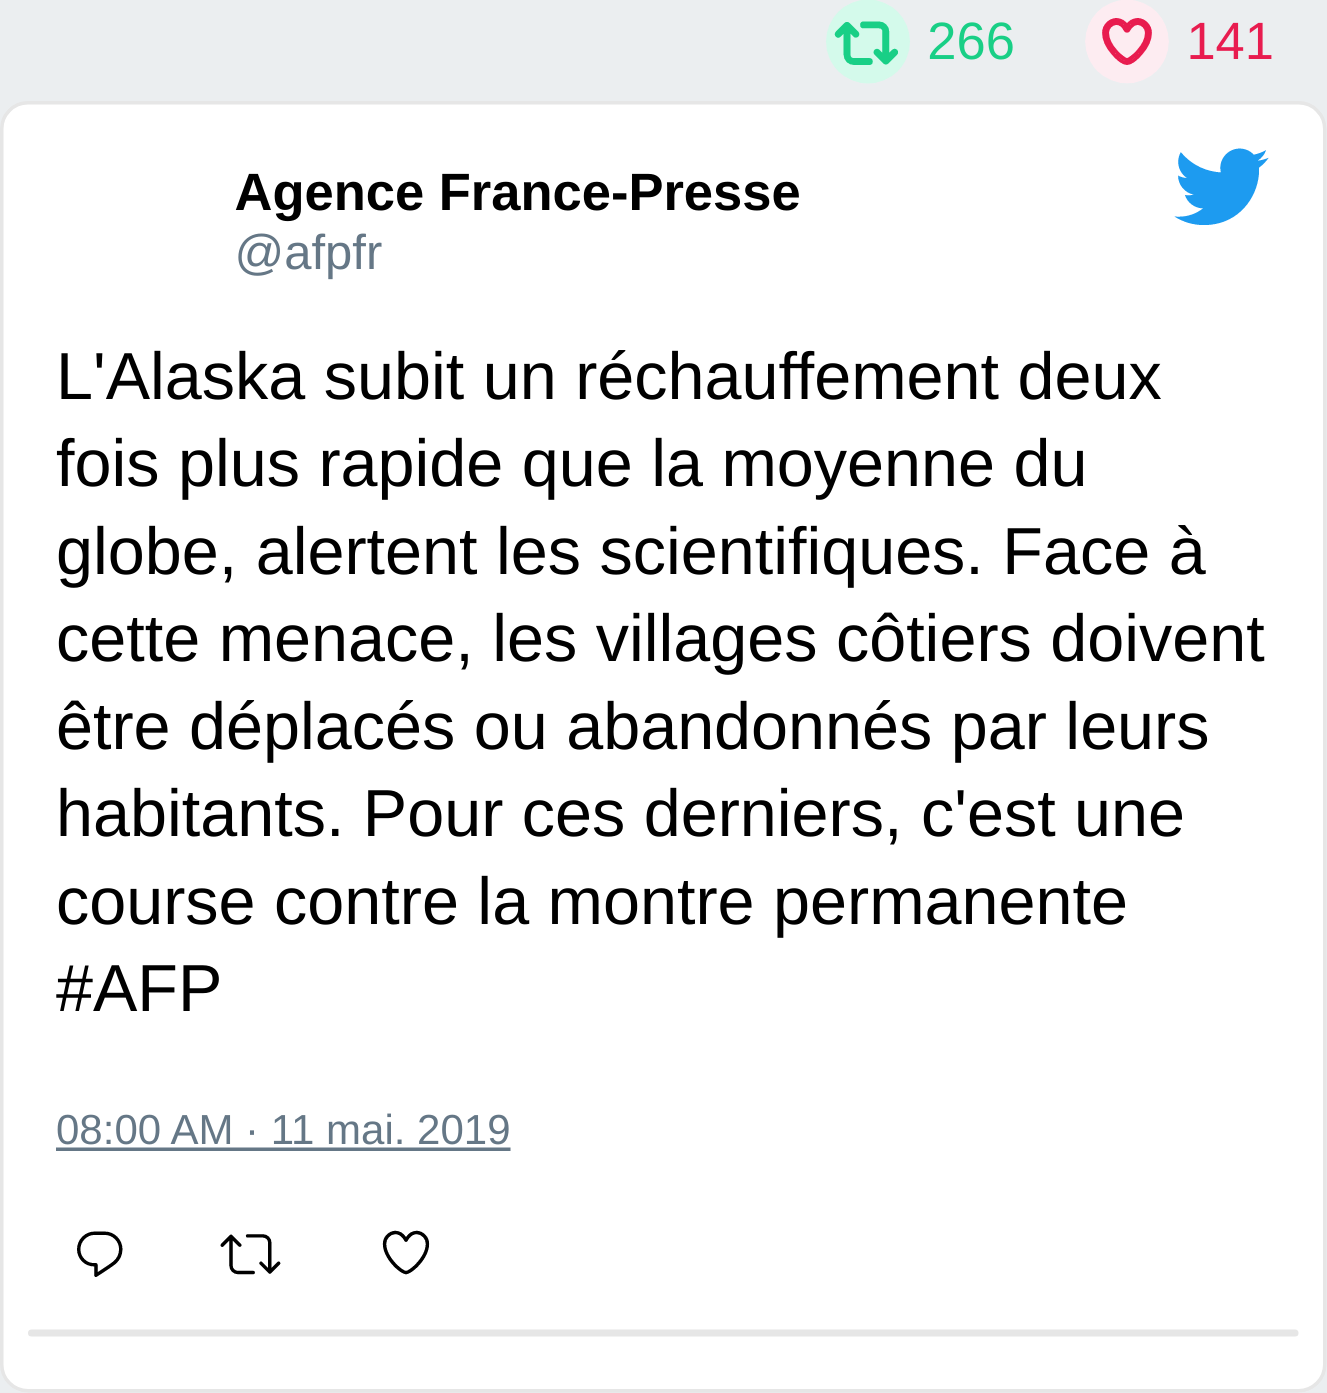 266 141
Agence France-Presse
@afpfr
L'Alaska subit un réchauffement deux
fois plus rapide que la moyenne du
globe, alertent les scientifiques. Face à
cette menace, les villages côtiers doivent
être déplacés ou abandonnés par leurs
habitants. Pour ces derniers, c'est une
course contre la montre permanente
#AFP
08:00 AM · 11 mai. 2019